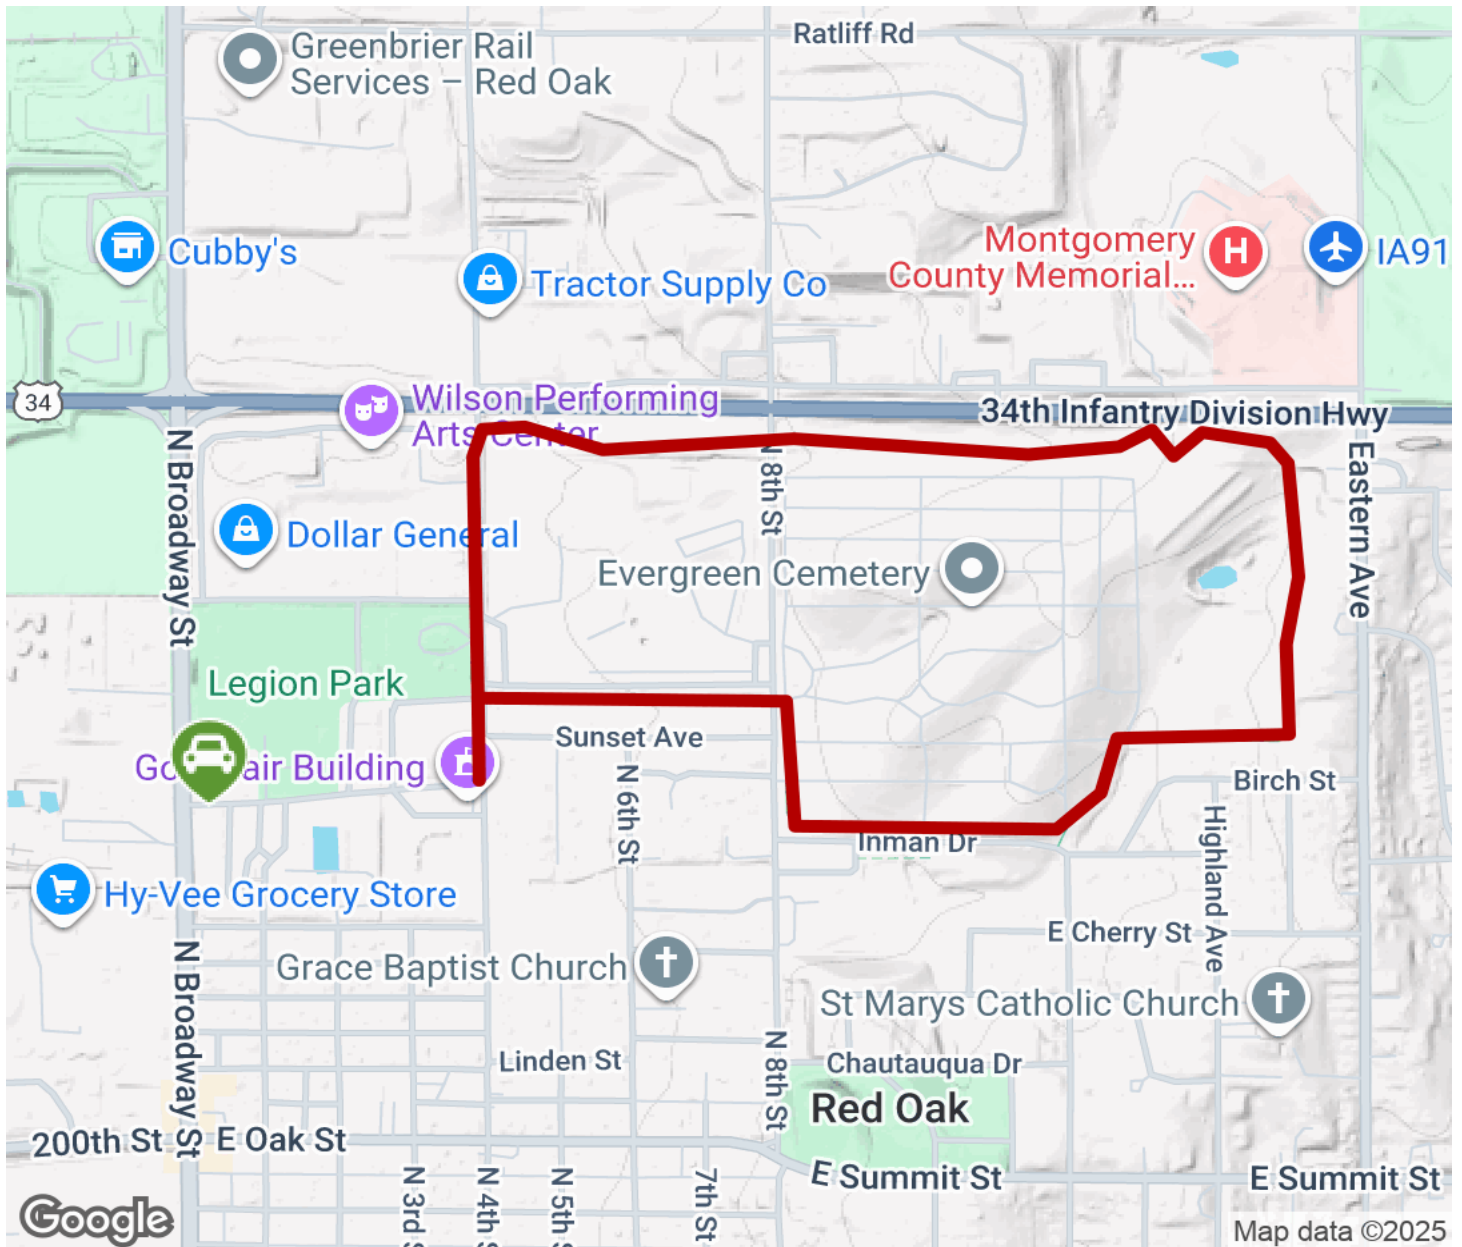 Ratliff Rd
Greenbrier Rail
Services – Red Oak
Cubby's
Montgomery
County Memorial...
IA91
Tractor Supply Co
34
Wilson Performing
Arts Center
34th Infantry Division Hwy
N Broadway St
N 8th St
Eastern Ave
Dollar General
Evergreen Cemetery
Legion Park
Sunset Ave
air Building
N 6th St
Birch St
Highland Ave
Inman Dr
Hy-Vee Grocery Store
E Cherry St
N Broadway St
Grace Baptist Church
St Marys Catholic Church
Linden St
N 8th St
Chautauqua Dr
Red Oak
200th St
E Oak St
E Summit St
E Summit St
N 3rd
N 4th
N 5th
7th St
Google
Map data ©2025